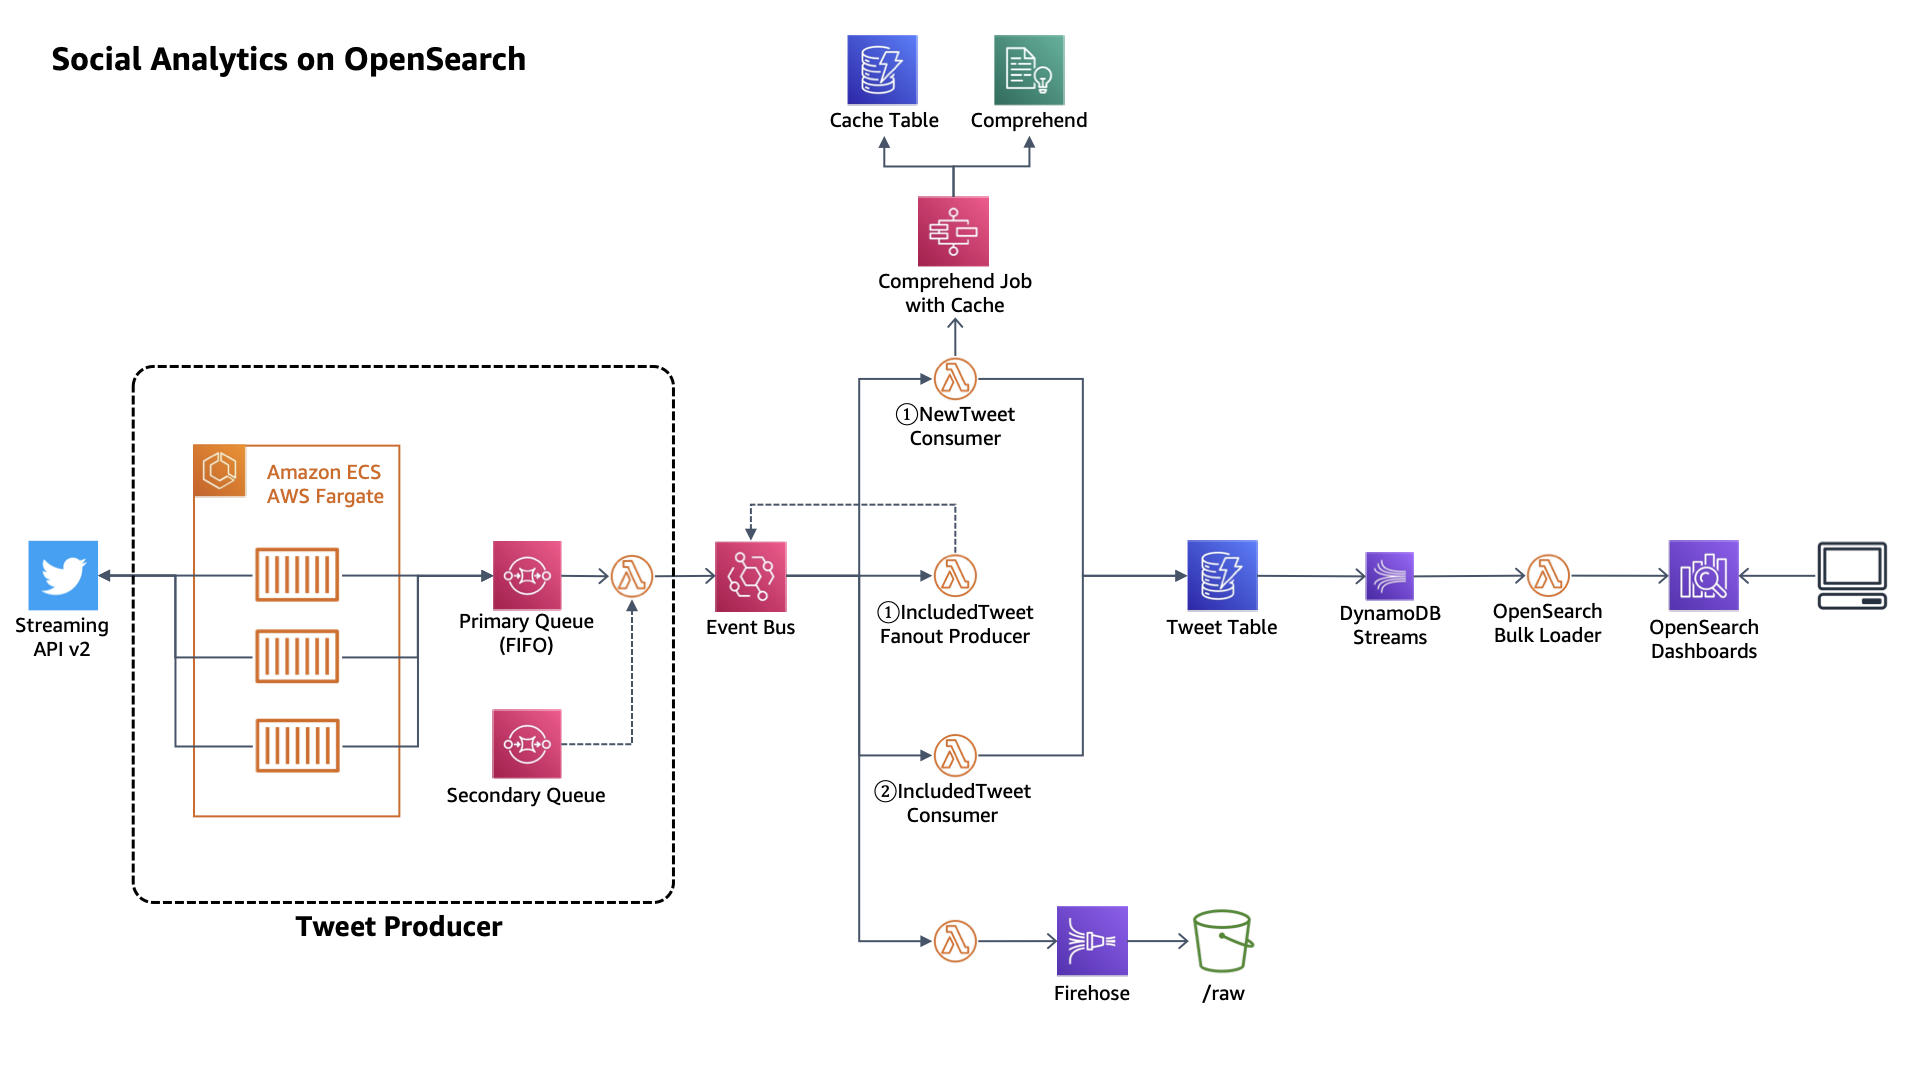 Social Analytics on OpenSearch
Cache Table
Comprehend
Comprehend Job
with Cache
①NewTweet
Consumer
Amazon ECS
AWS Fargate
Streaming
API v2
Primary Queue
(FIFO)
Secondary Queue
Tweet Producer
Event Bus
①IncludedTweet
Fanout Producer
②IncludedTweet
Consumer
Tweet Table
DynamoDB
Streams
OpenSearch
Bulk Loader
OpenSearch
Dashboards
Firehose
/raw